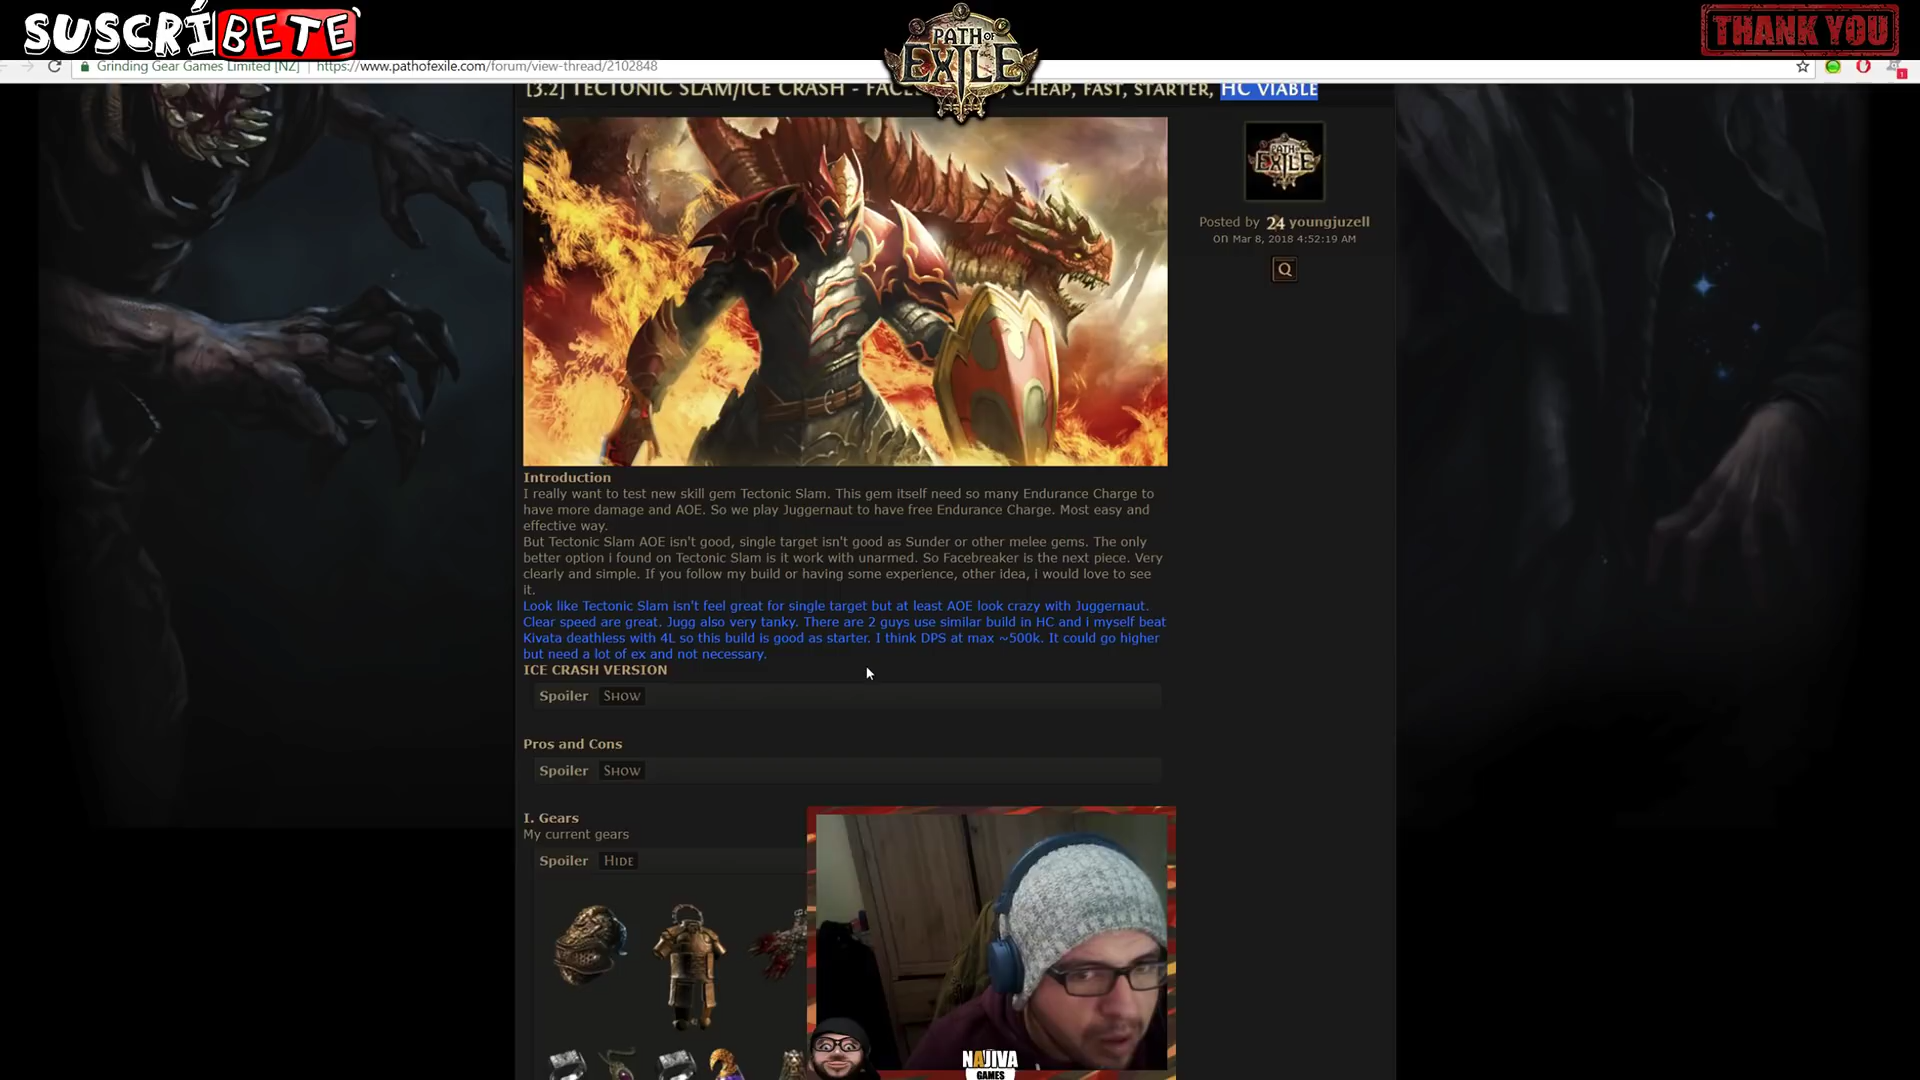 SUSCRÍBETE
PATH OF EXILE
THANK YOU
Grinding Gear Games Limited [NZ] | https://www.pathofexile.com/forum/view-thread/2102848
[3.2] TECTONIC SLAM/ICE CRASH - CHEAP, FAST, STARTER, HC VIABLE
PATH OF EXILE
Posted by 24 youngjuzell
on Mar 8, 2018 4:52:19 AM
Q
Introduction
I really want to test new skill gem Tectonic Slam. This gem itself need so many Endurance Charge to
have more damage and AOE. So we play Juggernaut to have free Endurance Charge. Most easy and
effective way.
But Tectonic Slam AOE isn't good, single target isn't good as Sunder or other melee gems. The only
better option i found on Tectonic Slam is it work with unarmed. So Facebreaker is the next piece. Very
clearly and simple. If you follow my build or having some experience, other idea, i would love to see
it.
Look like Tectonic Slam isn't feel great for single target but at least AOE look crazy with Juggernaut.
Clear speed are great. Jugg also very tanky. There are 2 guys use similar build in HC and i myself beat
Kivata deathless with 4L so this build is good as starter. I think DPS at max ~500k. It could go higher
but need a lot of ex and not necessary.
ICE CRASH VERSION
Spoiler SHOW
Pros and Cons
Spoiler SHOW
I. Gears
My current gears
Spoiler HIDE
NAJIVA
GAMES